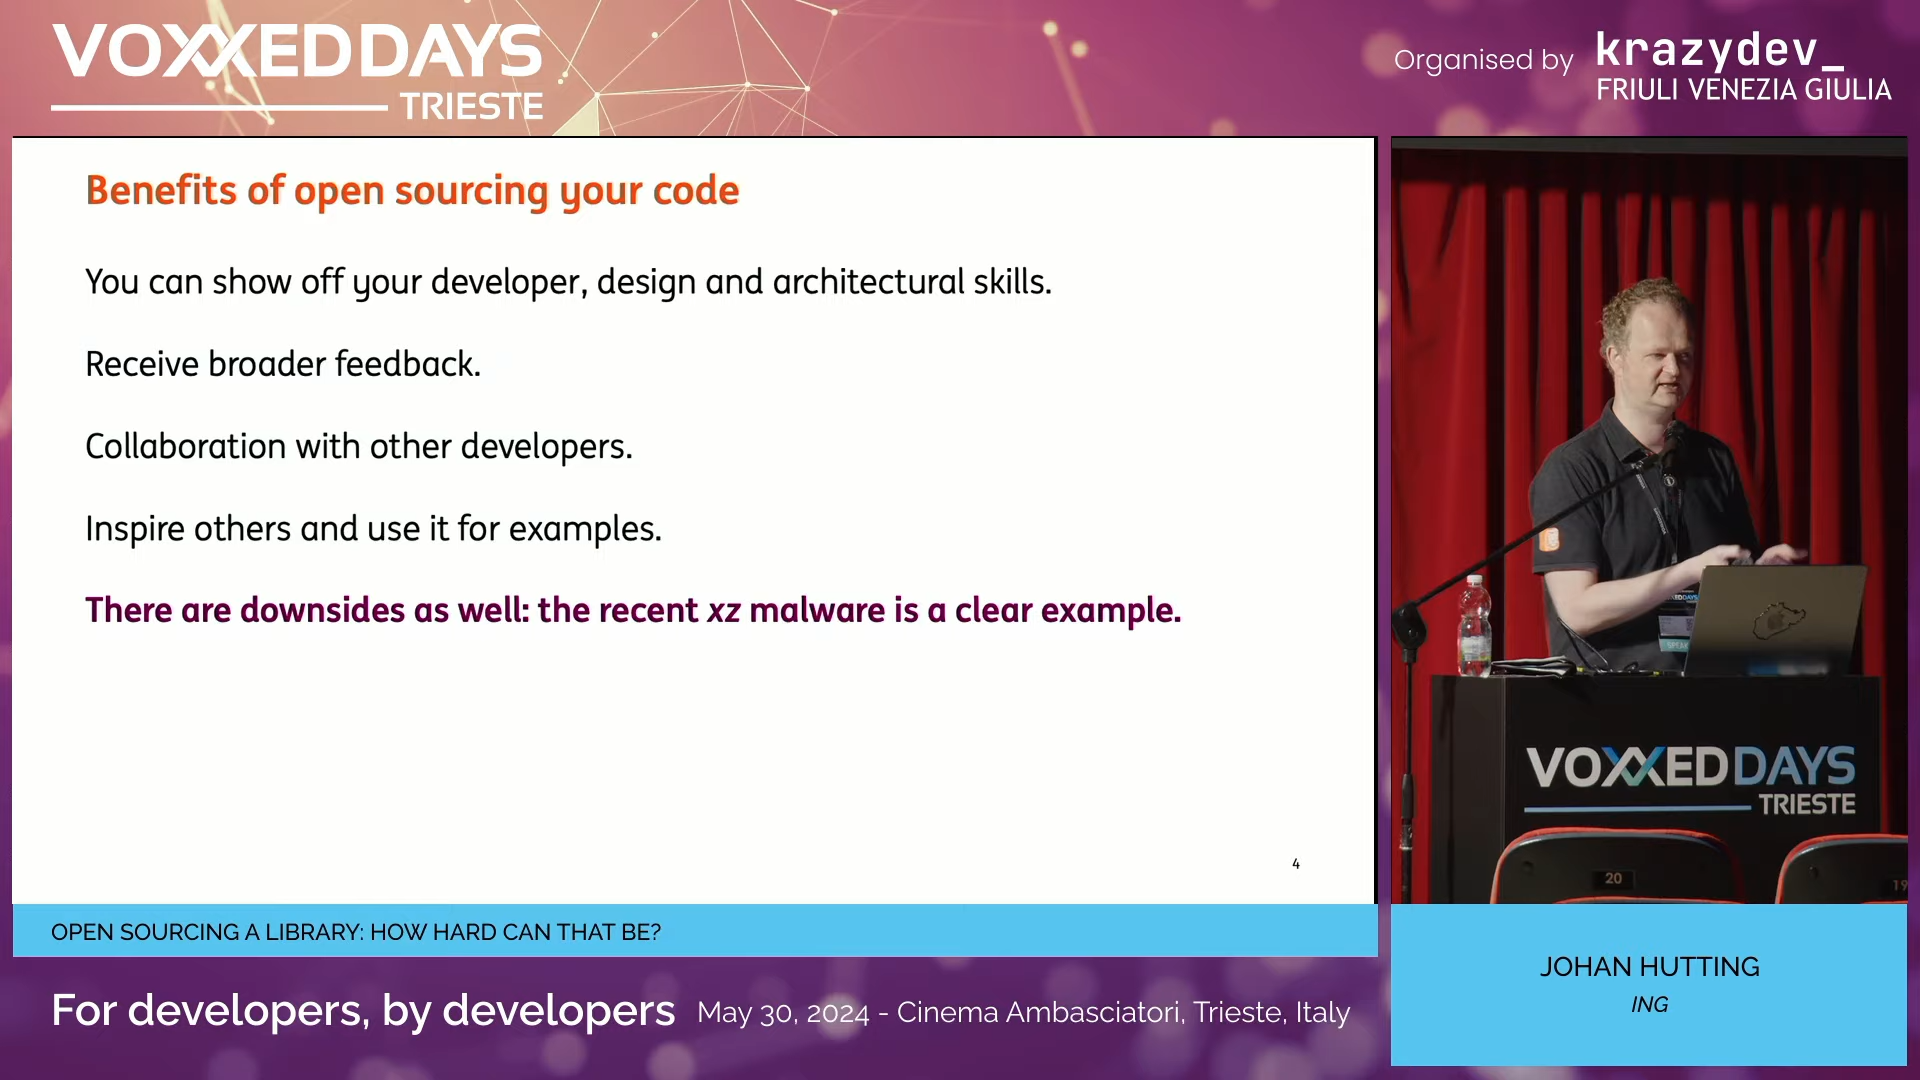 VOXXEDDAYS
TRIESTE
Organised by krazydev_
FRIULI VENEZIA GIULIA
Benefits of open sourcing your code
You can show off your developer, design and architectural skills.
Receive broader feedback.
Collaboration with other developers.
Inspire others and use it for examples.
There are downsides as well: the recent xz malware is a clear example.
4
VOXXEDDAYS
TRIESTE
20
19
OPEN SOURCING A LIBRARY: HOW HARD CAN THAT BE?
JOHAN HUTTING
ING
For developers, by developers May 30, 2024 - Cinema Ambasciatori, Trieste, Italy